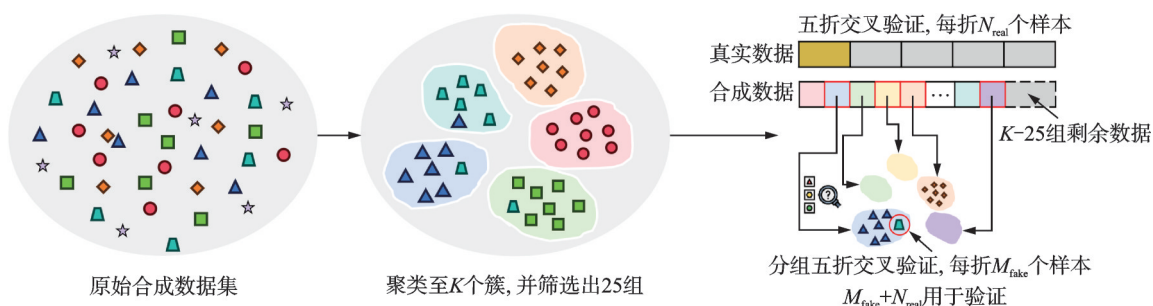 五折交叉验证, 每折N_real个样本
真实数据
合成数据
...
K-25组剩余数据
?
分组五折交叉验证, 每折M_fake个样本
M_fake+N_real用于验证
原始合成数据集
聚类至K个簇, 并筛选出25组